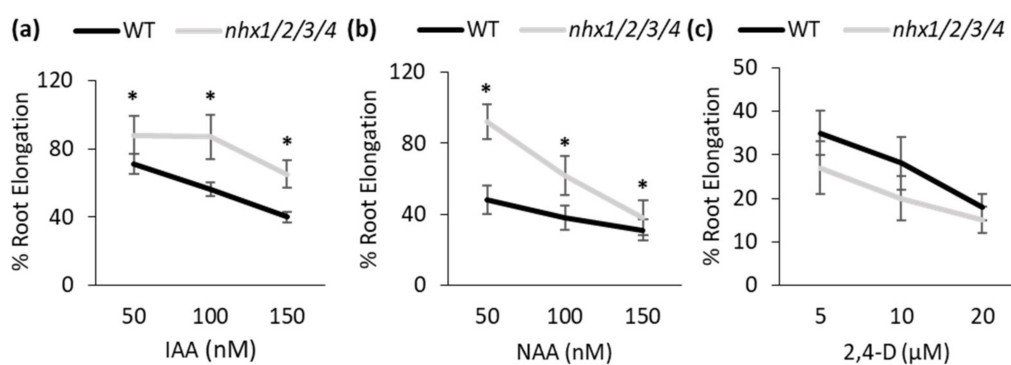 (a) WT nhx1/2/3/4
% Root Elongation
120
80
40
0
* * *
50 100 150
IAA (nM)
(b) WT nhx1/2/3/4
% Root Elongation
120
80
40
0
* * *
50 100 150
NAA (nM)
(c) WT nhx1/2/3/4
% Root Elongation
50
40
30
20
10
0
5 10 20
2,4-D (µM)